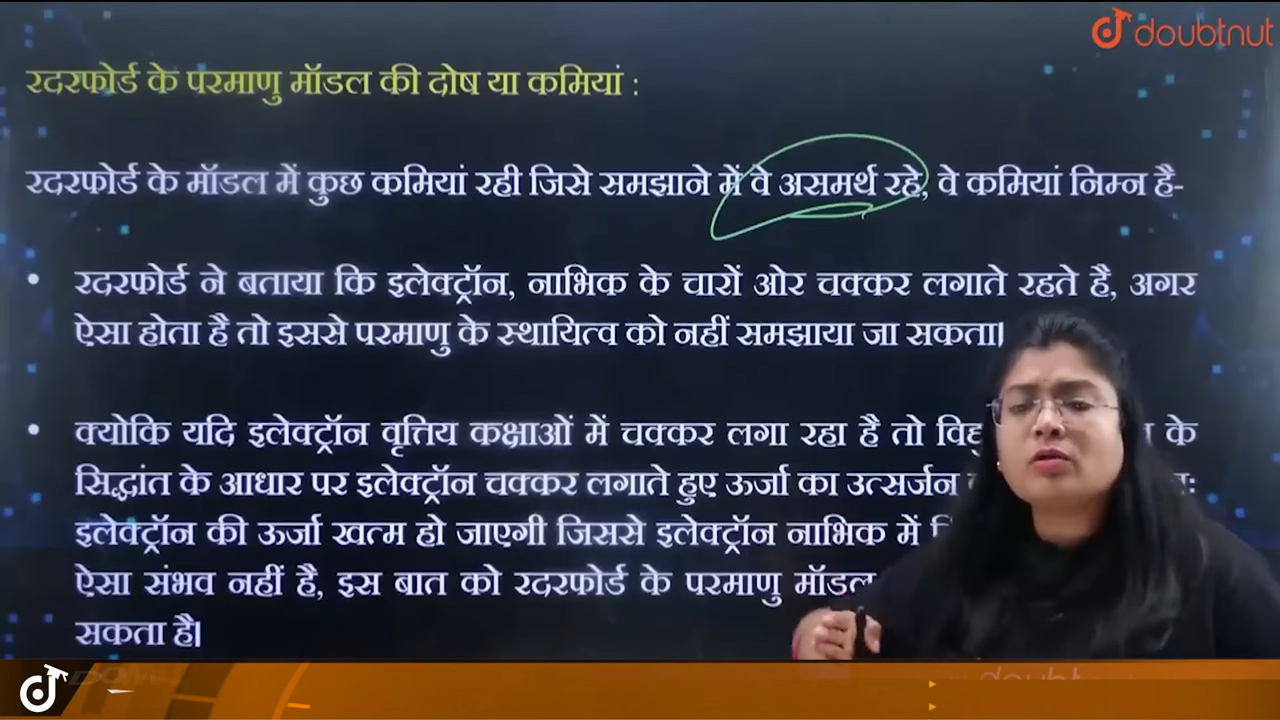 doubtnut
रदरफोर्ड के परमाणु मॉडल की दोष या कमियां :
रदरफोर्ड के मॉडल में कुछ कमियां रही जिसे समझाने में वे असमर्थ रहे, वे कमियां निम्न है-
• रदरफोर्ड ने बताया कि इलेक्ट्रॉन, नाभिक के चारों ओर चक्कर लगाते रहते है, अगर
ऐसा होता है तो इससे परमाणु के स्थायित्व को नहीं समझाया जा सकता।
• क्योकि यदि इलेक्ट्रॉन वृत्तिय कक्षाओं में चक्कर लगा रहा है तो के
सिद्धांत के आधार पर इलेक्ट्रॉन चक्कर लगाते हुए ऊर्जा का उत्सर्जन
इलेक्ट्रॉन की ऊर्जा खत्म हो जाएगी जिससे इलेक्ट्रॉन नाभिक में
ऐसा संभव नहीं है, इस बात को रदरफोर्ड के परमाणु मॉडल
सकता है।